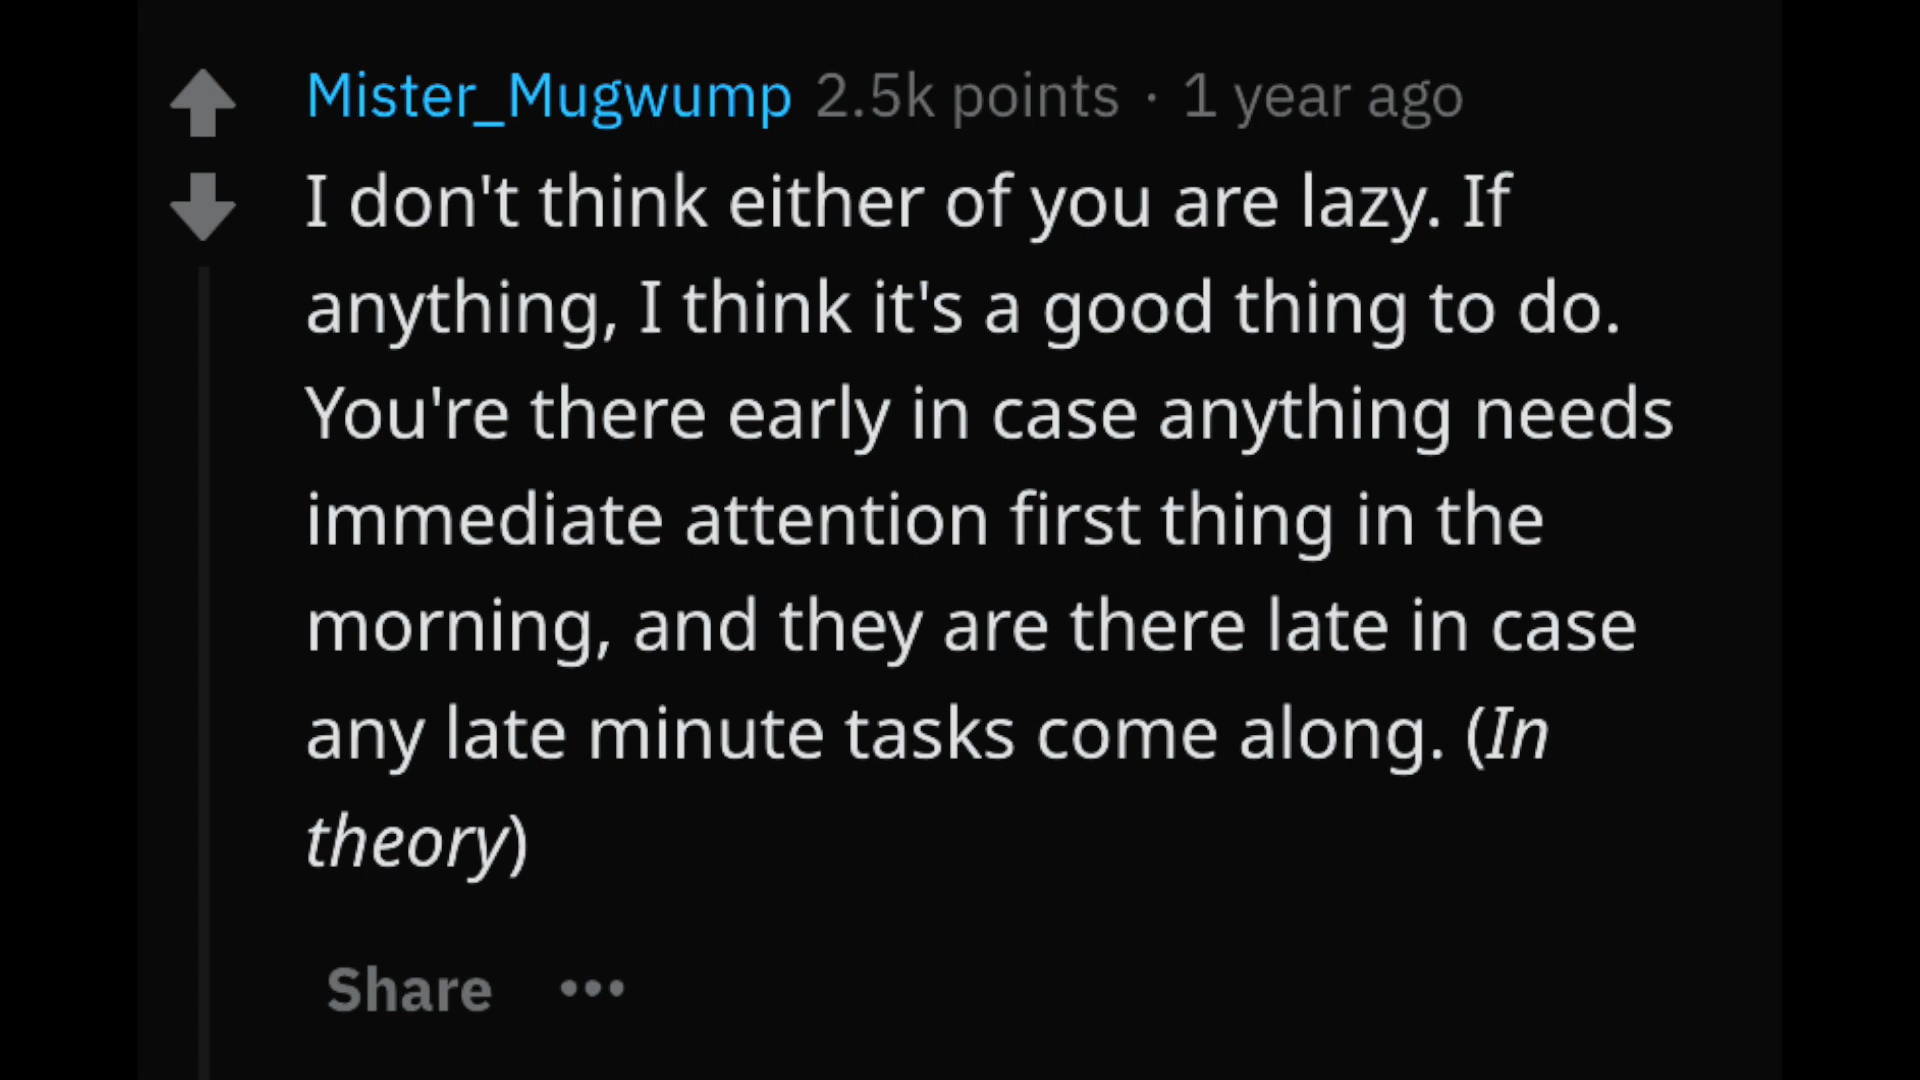 Mister_Mugwump 2.5k points · 1 year ago
I don't think either of you are lazy. If
anything, I think it's a good thing to do.
You're there early in case anything needs
immediate attention first thing in the
morning, and they are there late in case
any late minute tasks come along. (In
theory)
Share •••